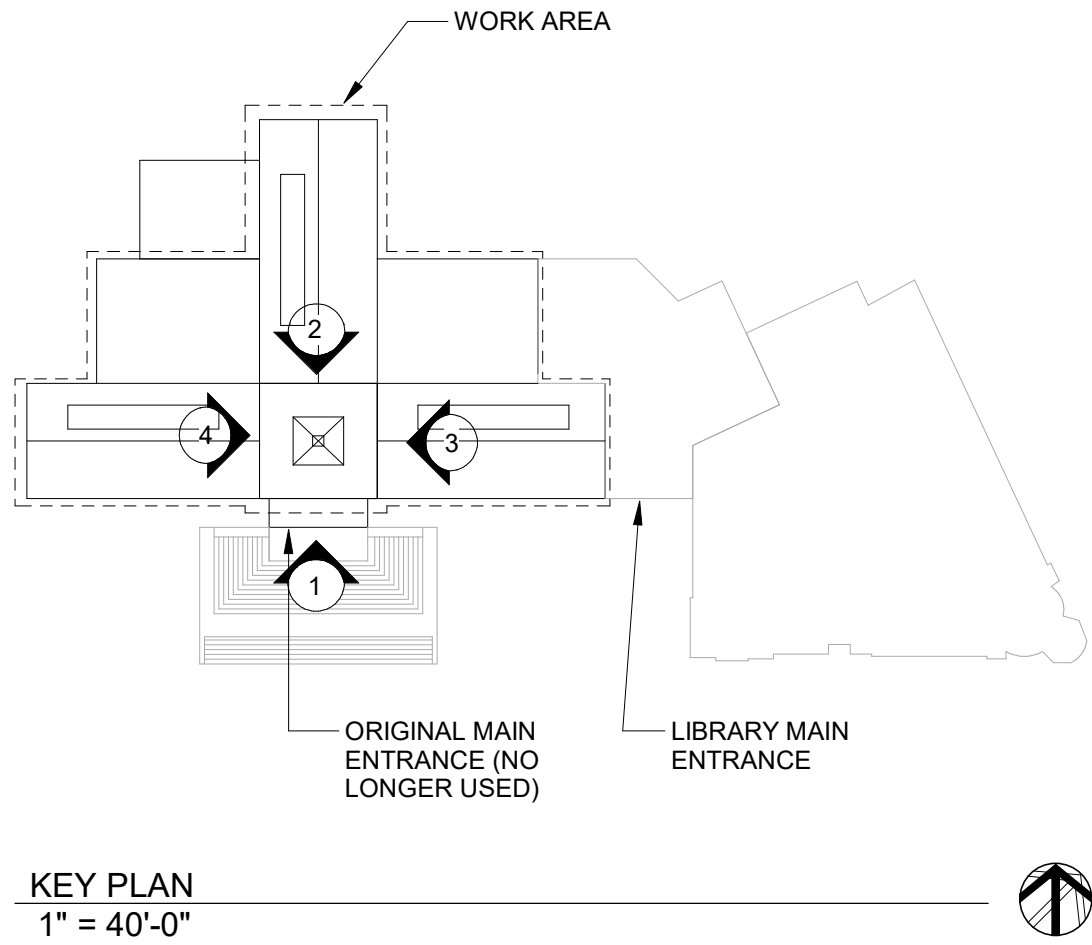 WORK AREA
2
4
3
1
ORIGINAL MAIN
ENTRANCE (NO
LONGER USED)
LIBRARY MAIN
ENTRANCE
KEY PLAN
1" = 40'-0"